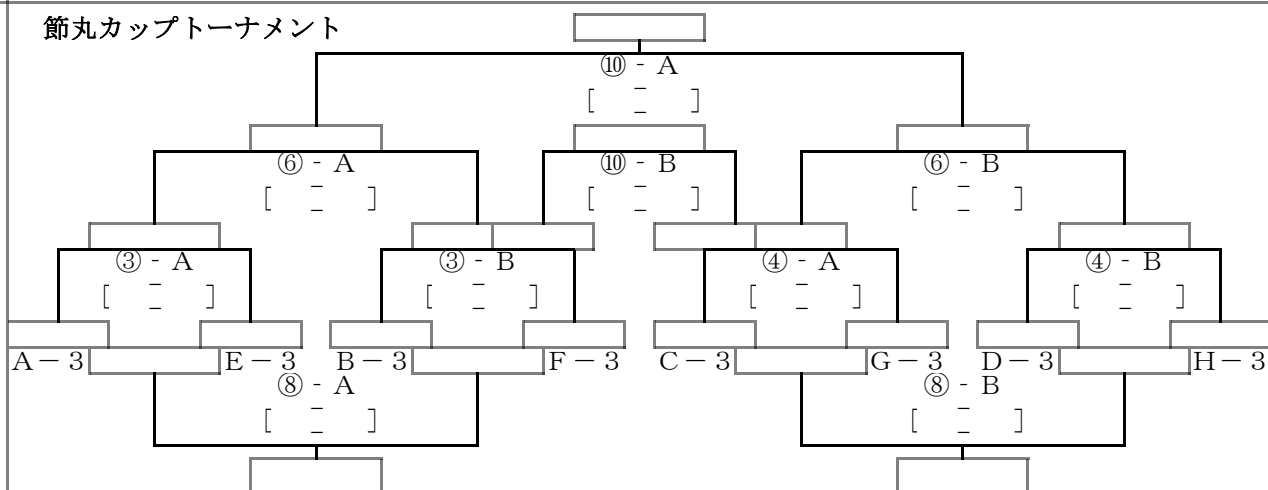 節丸カップトーナメント
⑩ - A
[ - - ]
⑥ - A ⑩ - B ⑥ - B
[ - - ] [ - - ] [ - - ]
③ - A ③ - B ④ - A ④ - B
[ - - ] [ - - ] [ - - ] [ - - ]
A－3 E－3 B－3 F－3 C－3 G－3 D－3 H－3
⑧ - A ⑧ - B
[ - - ] [ - - ]